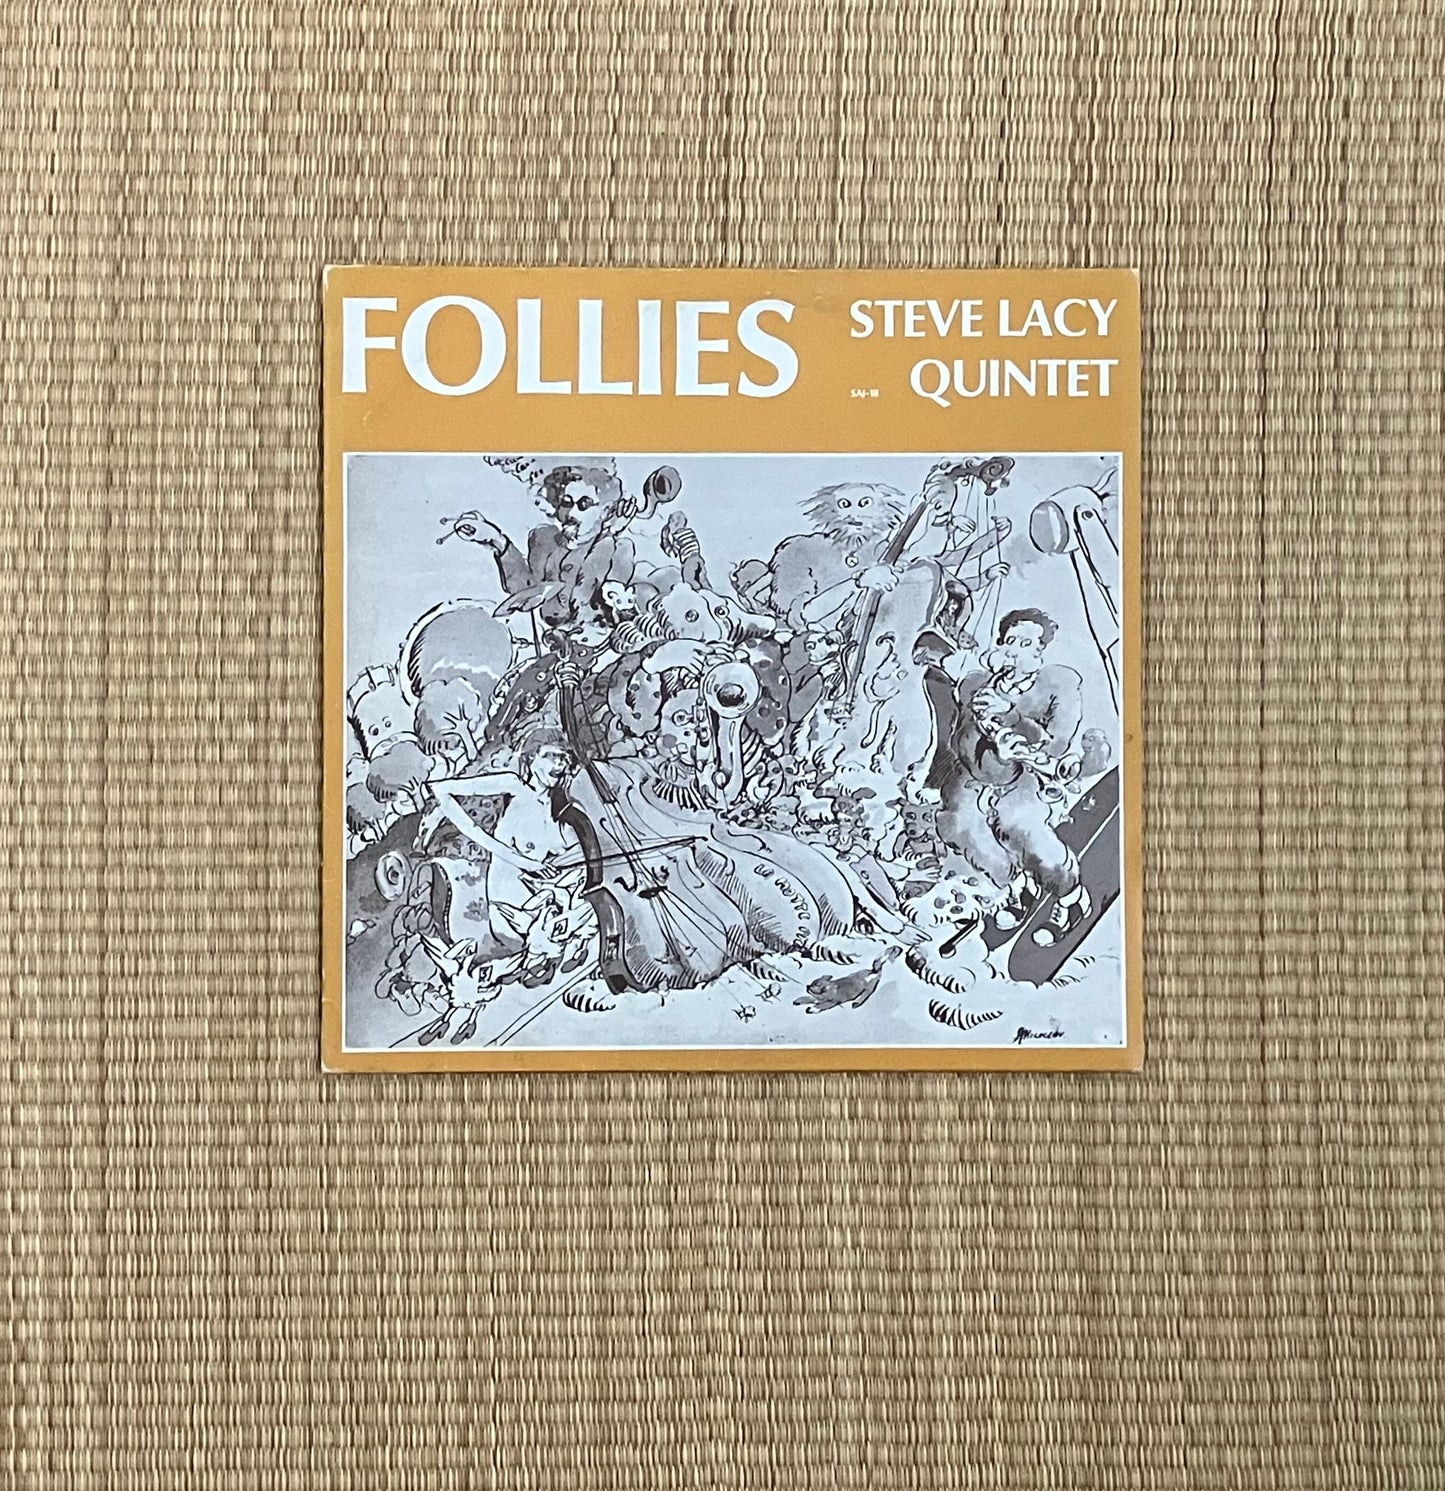 FOLLIES
STEVE LACY
QUINTET
SAJ-18